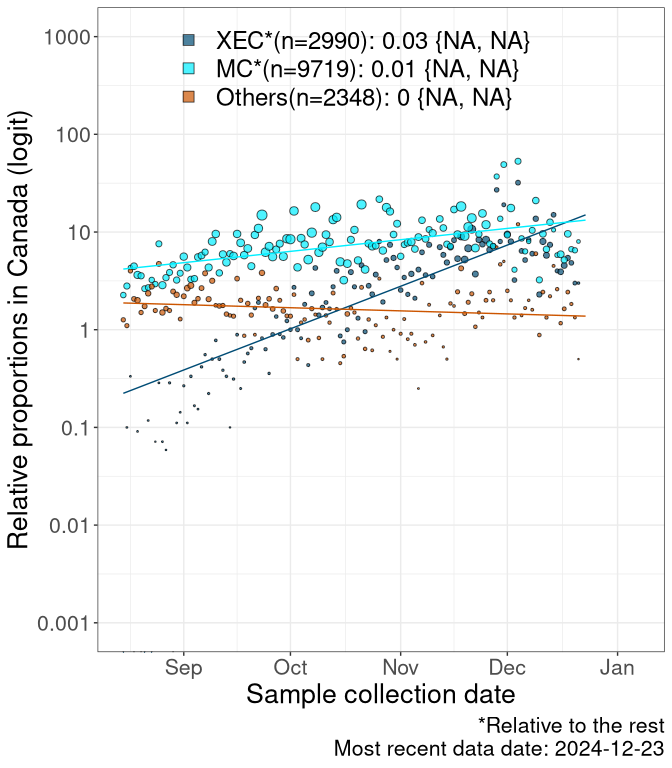 XEC*(n=2990): 0.03 {NA, NA}
MC*(n=9719): 0.01 {NA, NA}
Others(n=2348): 0 {NA, NA}
Relative proportions in Canada (logit)
1000
100
10
1
0.1
0.01
0.001
Sep Oct Nov Dec Jan
Sample collection date
*Relative to the rest
Most recent data date: 2024-12-23